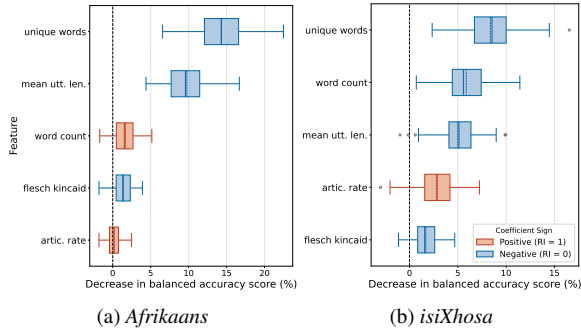 Feature
unique words
mean utt. len.
word count
flesch kincaid
artic. rate
0 5 10 15 20
Decrease in balanced accuracy score (%)
(a) Afrikaans
unique words
word count
mean utt. len.
artic. rate
flesch kincaid
Coefficient Sign
Positive (RI = 1)
Negative (RI = 0)
0 5 10 15
Decrease in balanced accuracy score (%)
(b) isiXhosa